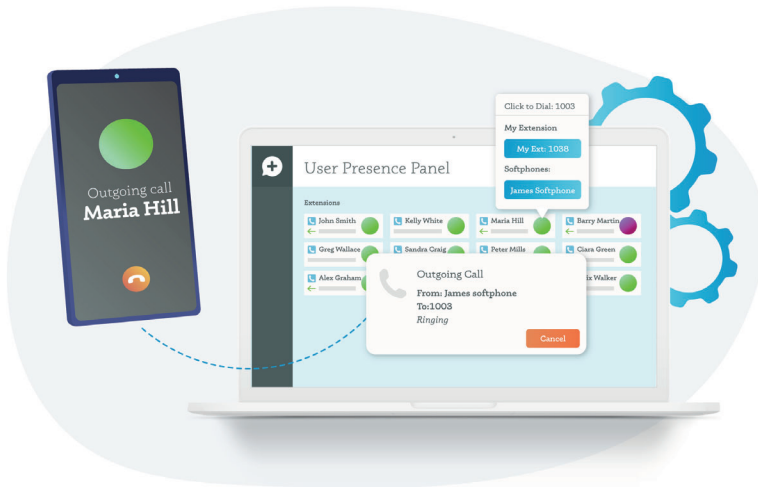 Outgoing call
Maria Hill
User Presence Panel
Click to Dial: 1003
My Extension
My Ext: 1038
Softphones:
James Softphone
Extensions
John Smith
Kelly White
Maria Hill
Barry Martin
Greg Wallace
Sandra Craig
Peter Mille
Ciara Green
Alex Graham
Walker
Outgoing Call
From: James softphone
To:1003
Ringing
Cancel